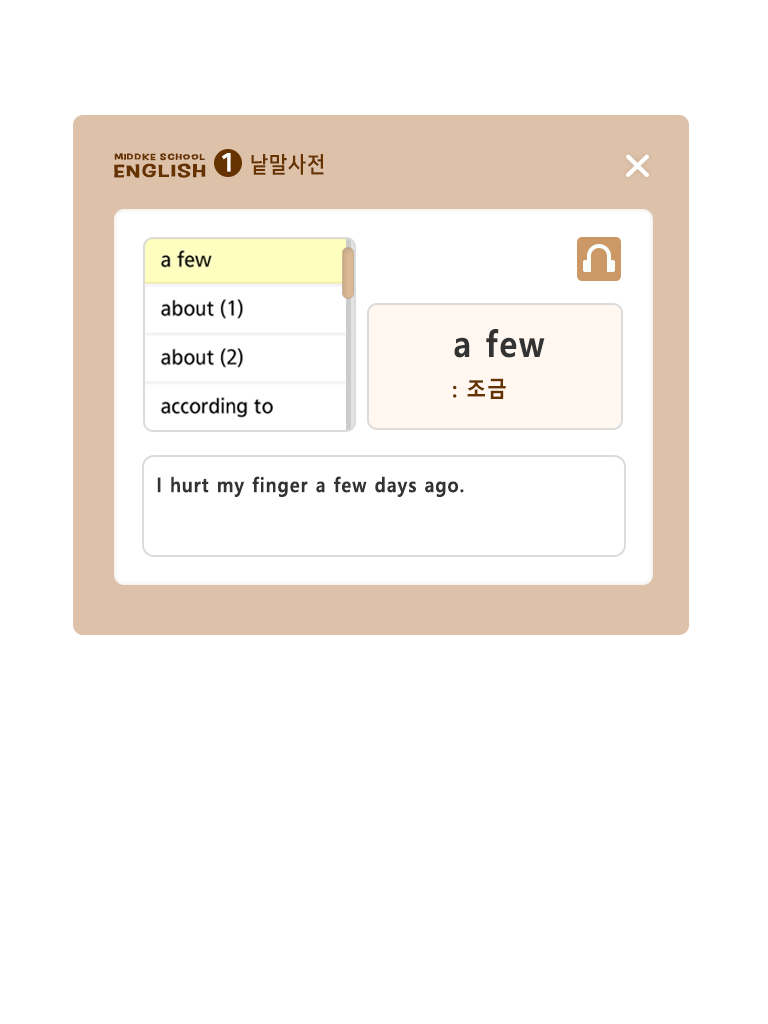 MIDDKE SCHOOL
ENGLISH 1 낱말사전
a few
about (1)
about (2)
according to
a few
: 조금
I hurt my finger a few days ago.